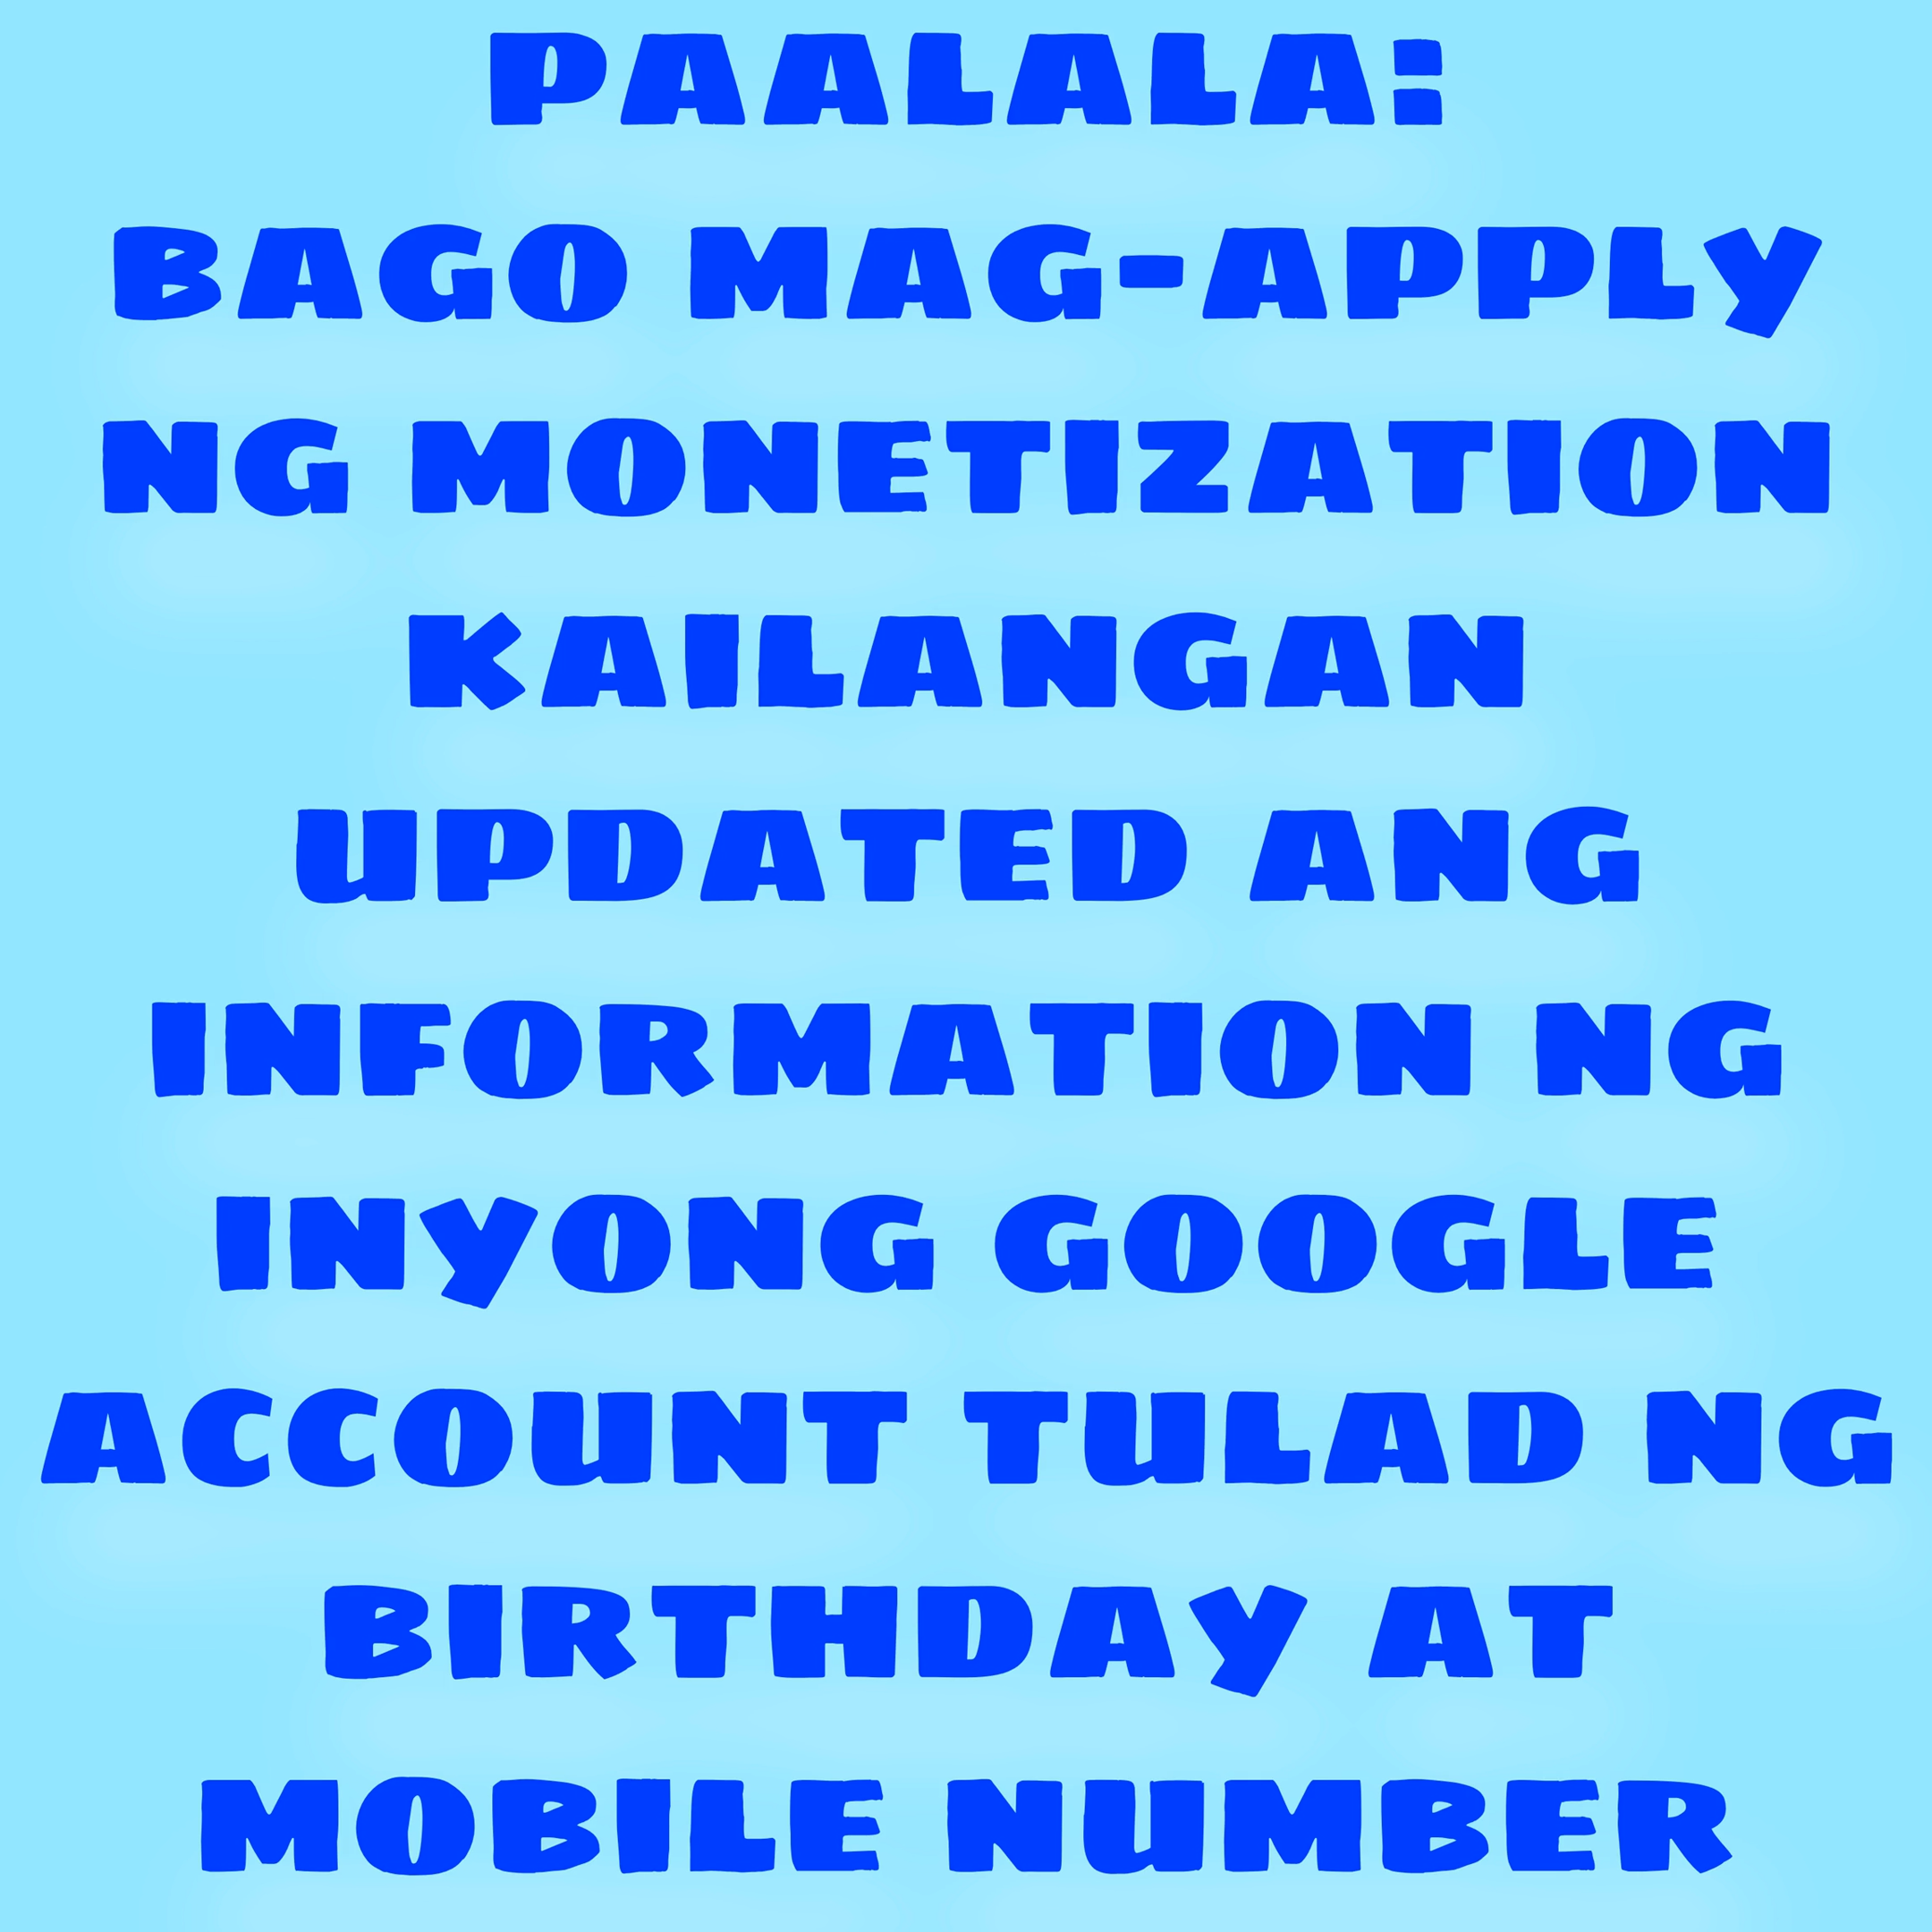 PAALALA:
BAGO MAG-APPLY
NG MONETIZATION
KAILANGAN
UPDATED ANG
INFORMATION NG
INYONG GOOGLE
ACCOUNT TULAD NG
BIRTHDAY AT
MOBILE NUMBER